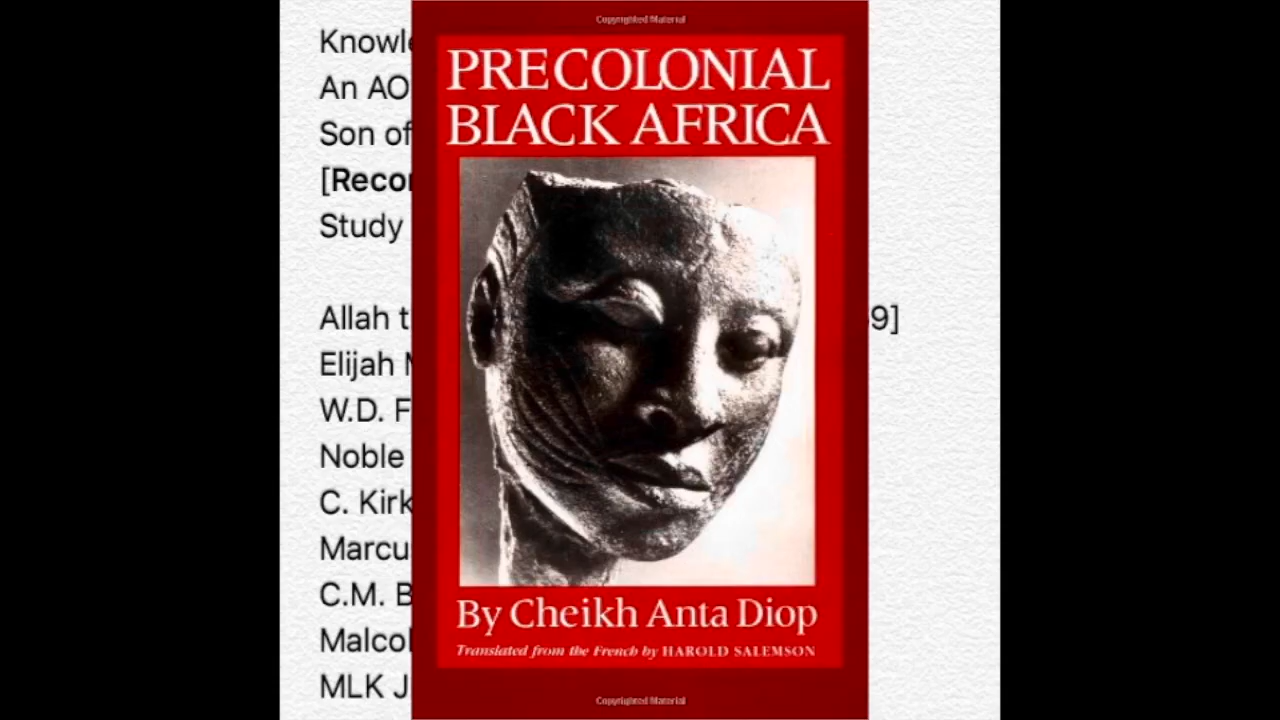 Copyrighted Material
PRECOLONIAL
BLACK AFRICA
By Cheikh Anta Diop
Translated from the French by HAROLD SALEMSON
Copyrighted Material
Knowle
An AO
Son of
[Recor
Study
Allah t
9]
Elijah
W.D. F
Noble
C. Kirk
Marcu
C.M. B
Malcol
MLK J